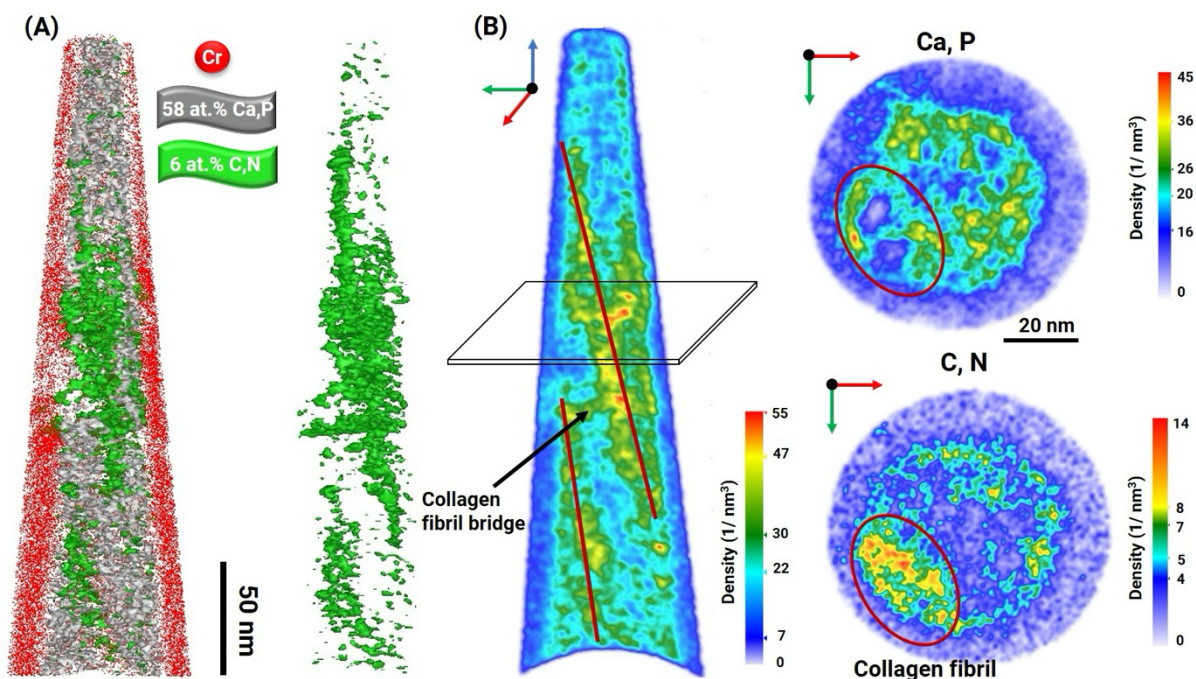 (A)
Cr
58 at.% Ca,P
6 at.% C,N
50 nm
(B)
Collagen
fibril bridge
Density (1/ nm³)
55
47
30
22
7
0
Ca, P
20 nm
Density (1/ nm³)
45
36
26
20
16
0
C, N
Collagen fibril
Density (1/ nm³)
14
8
7
5
4
0